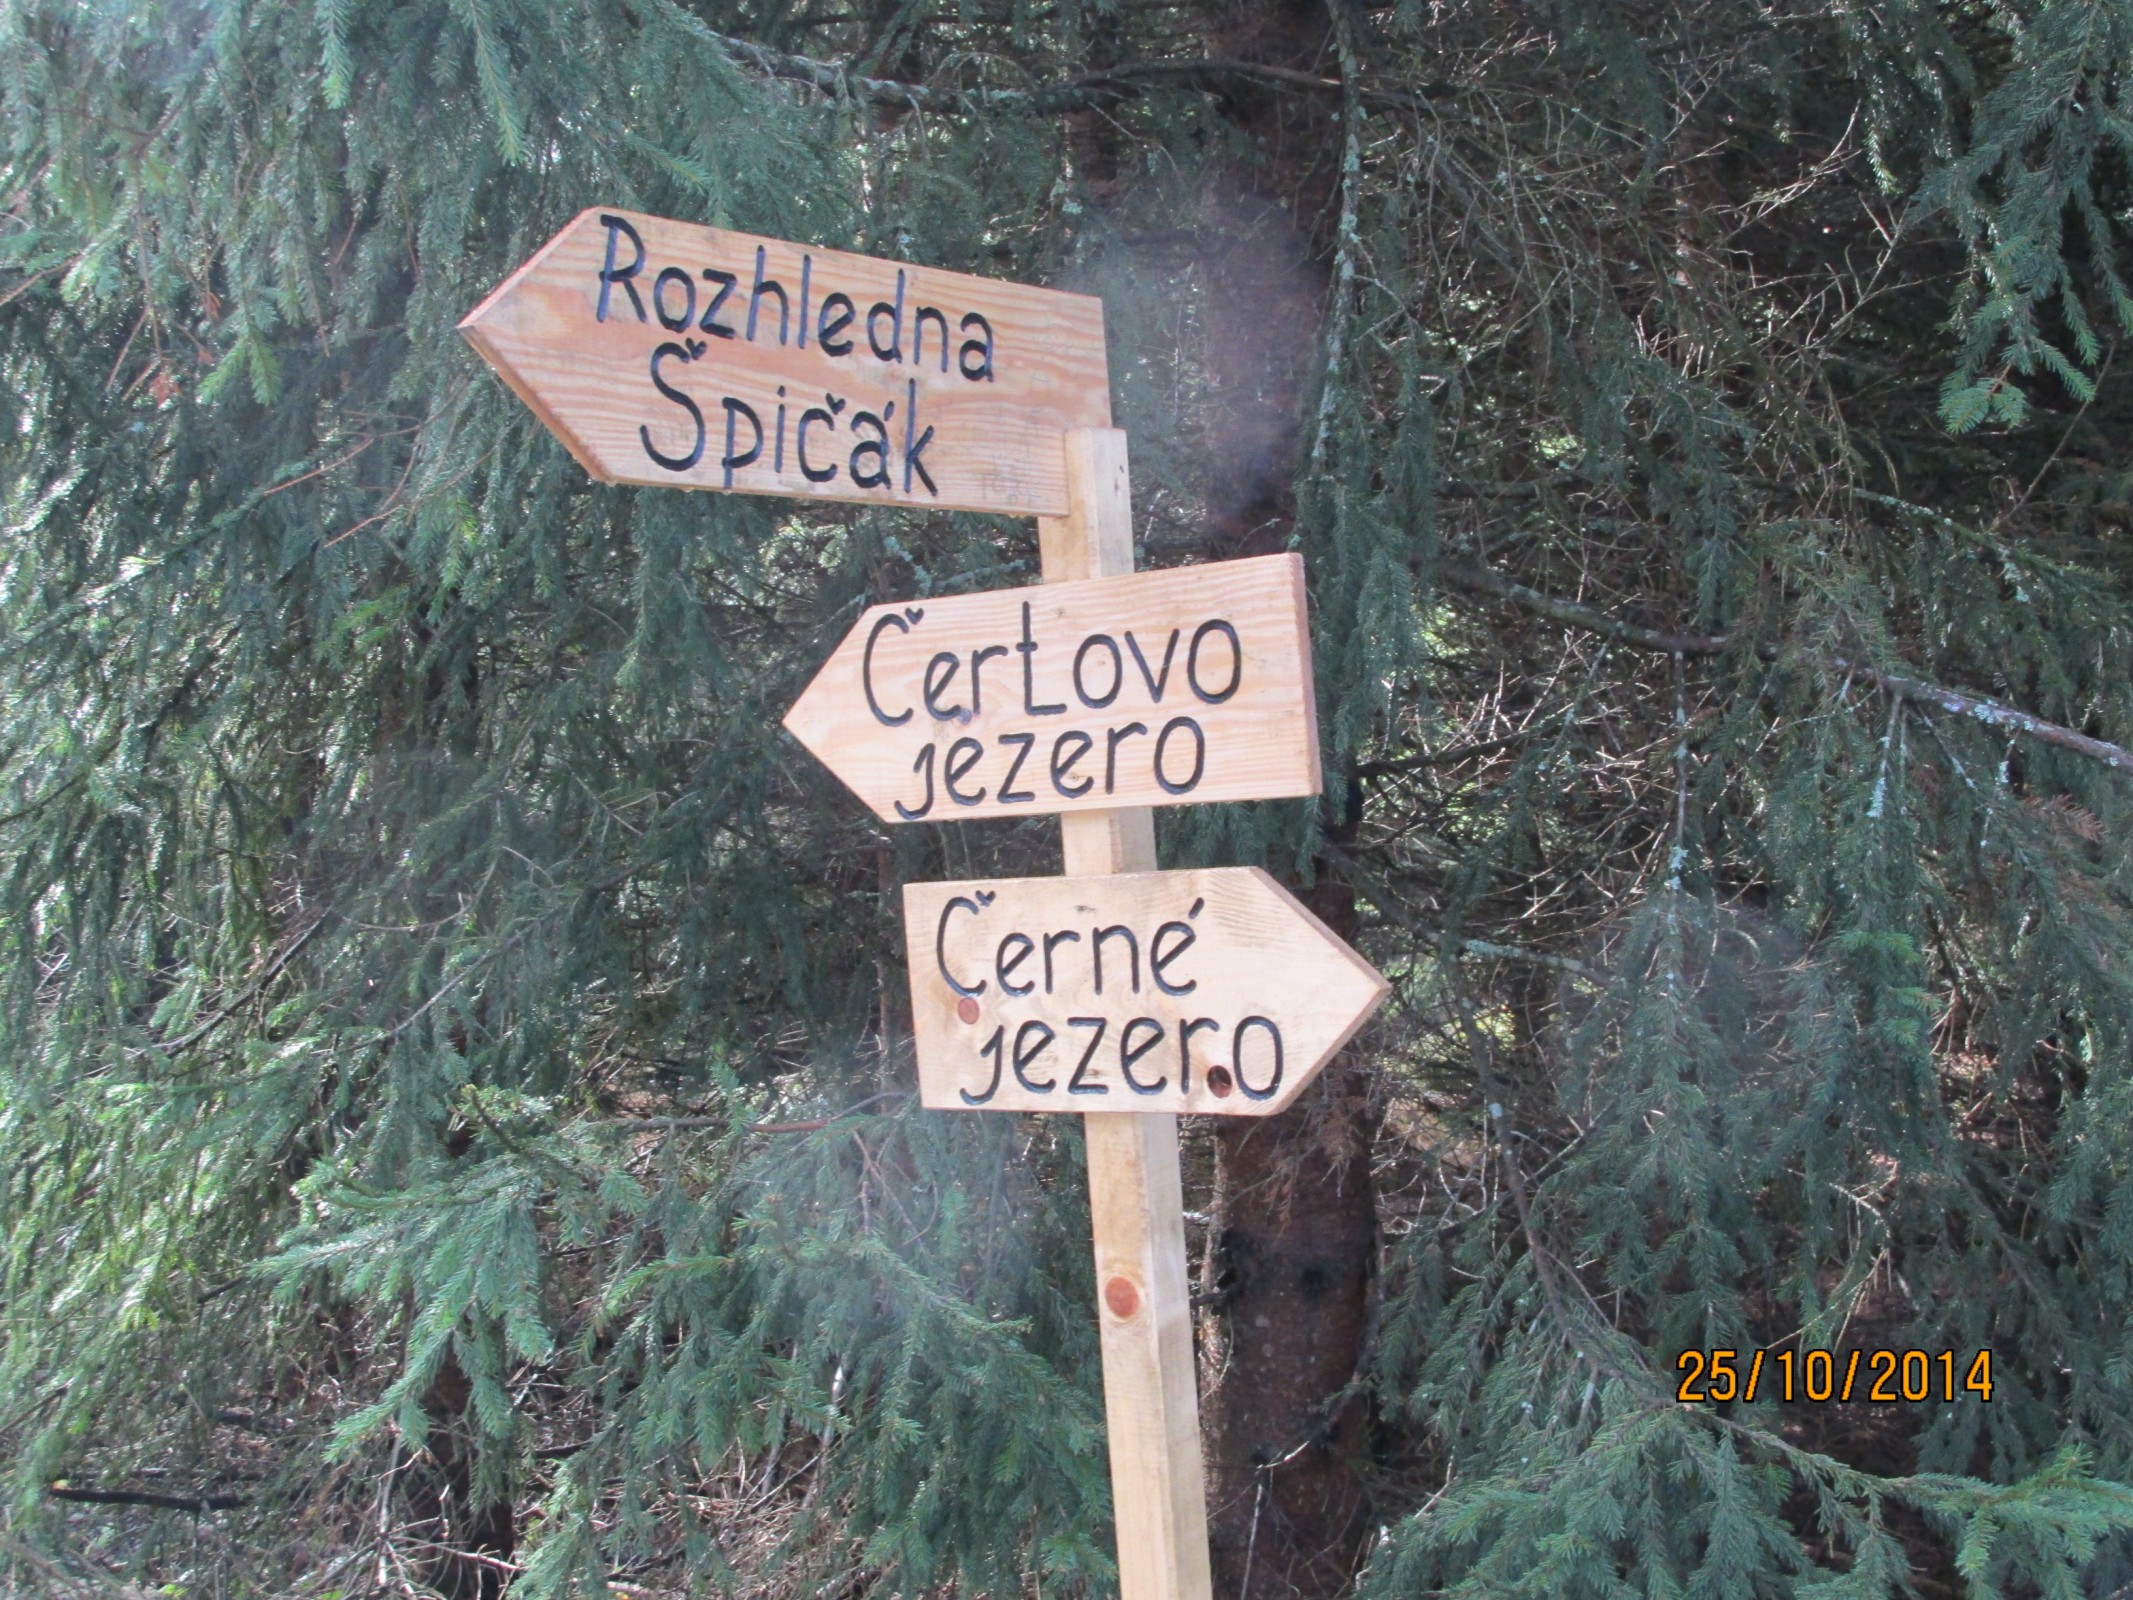 Rozhledna
Špičák
Čertovo
jezero
Černé
jezero
25/10/2014